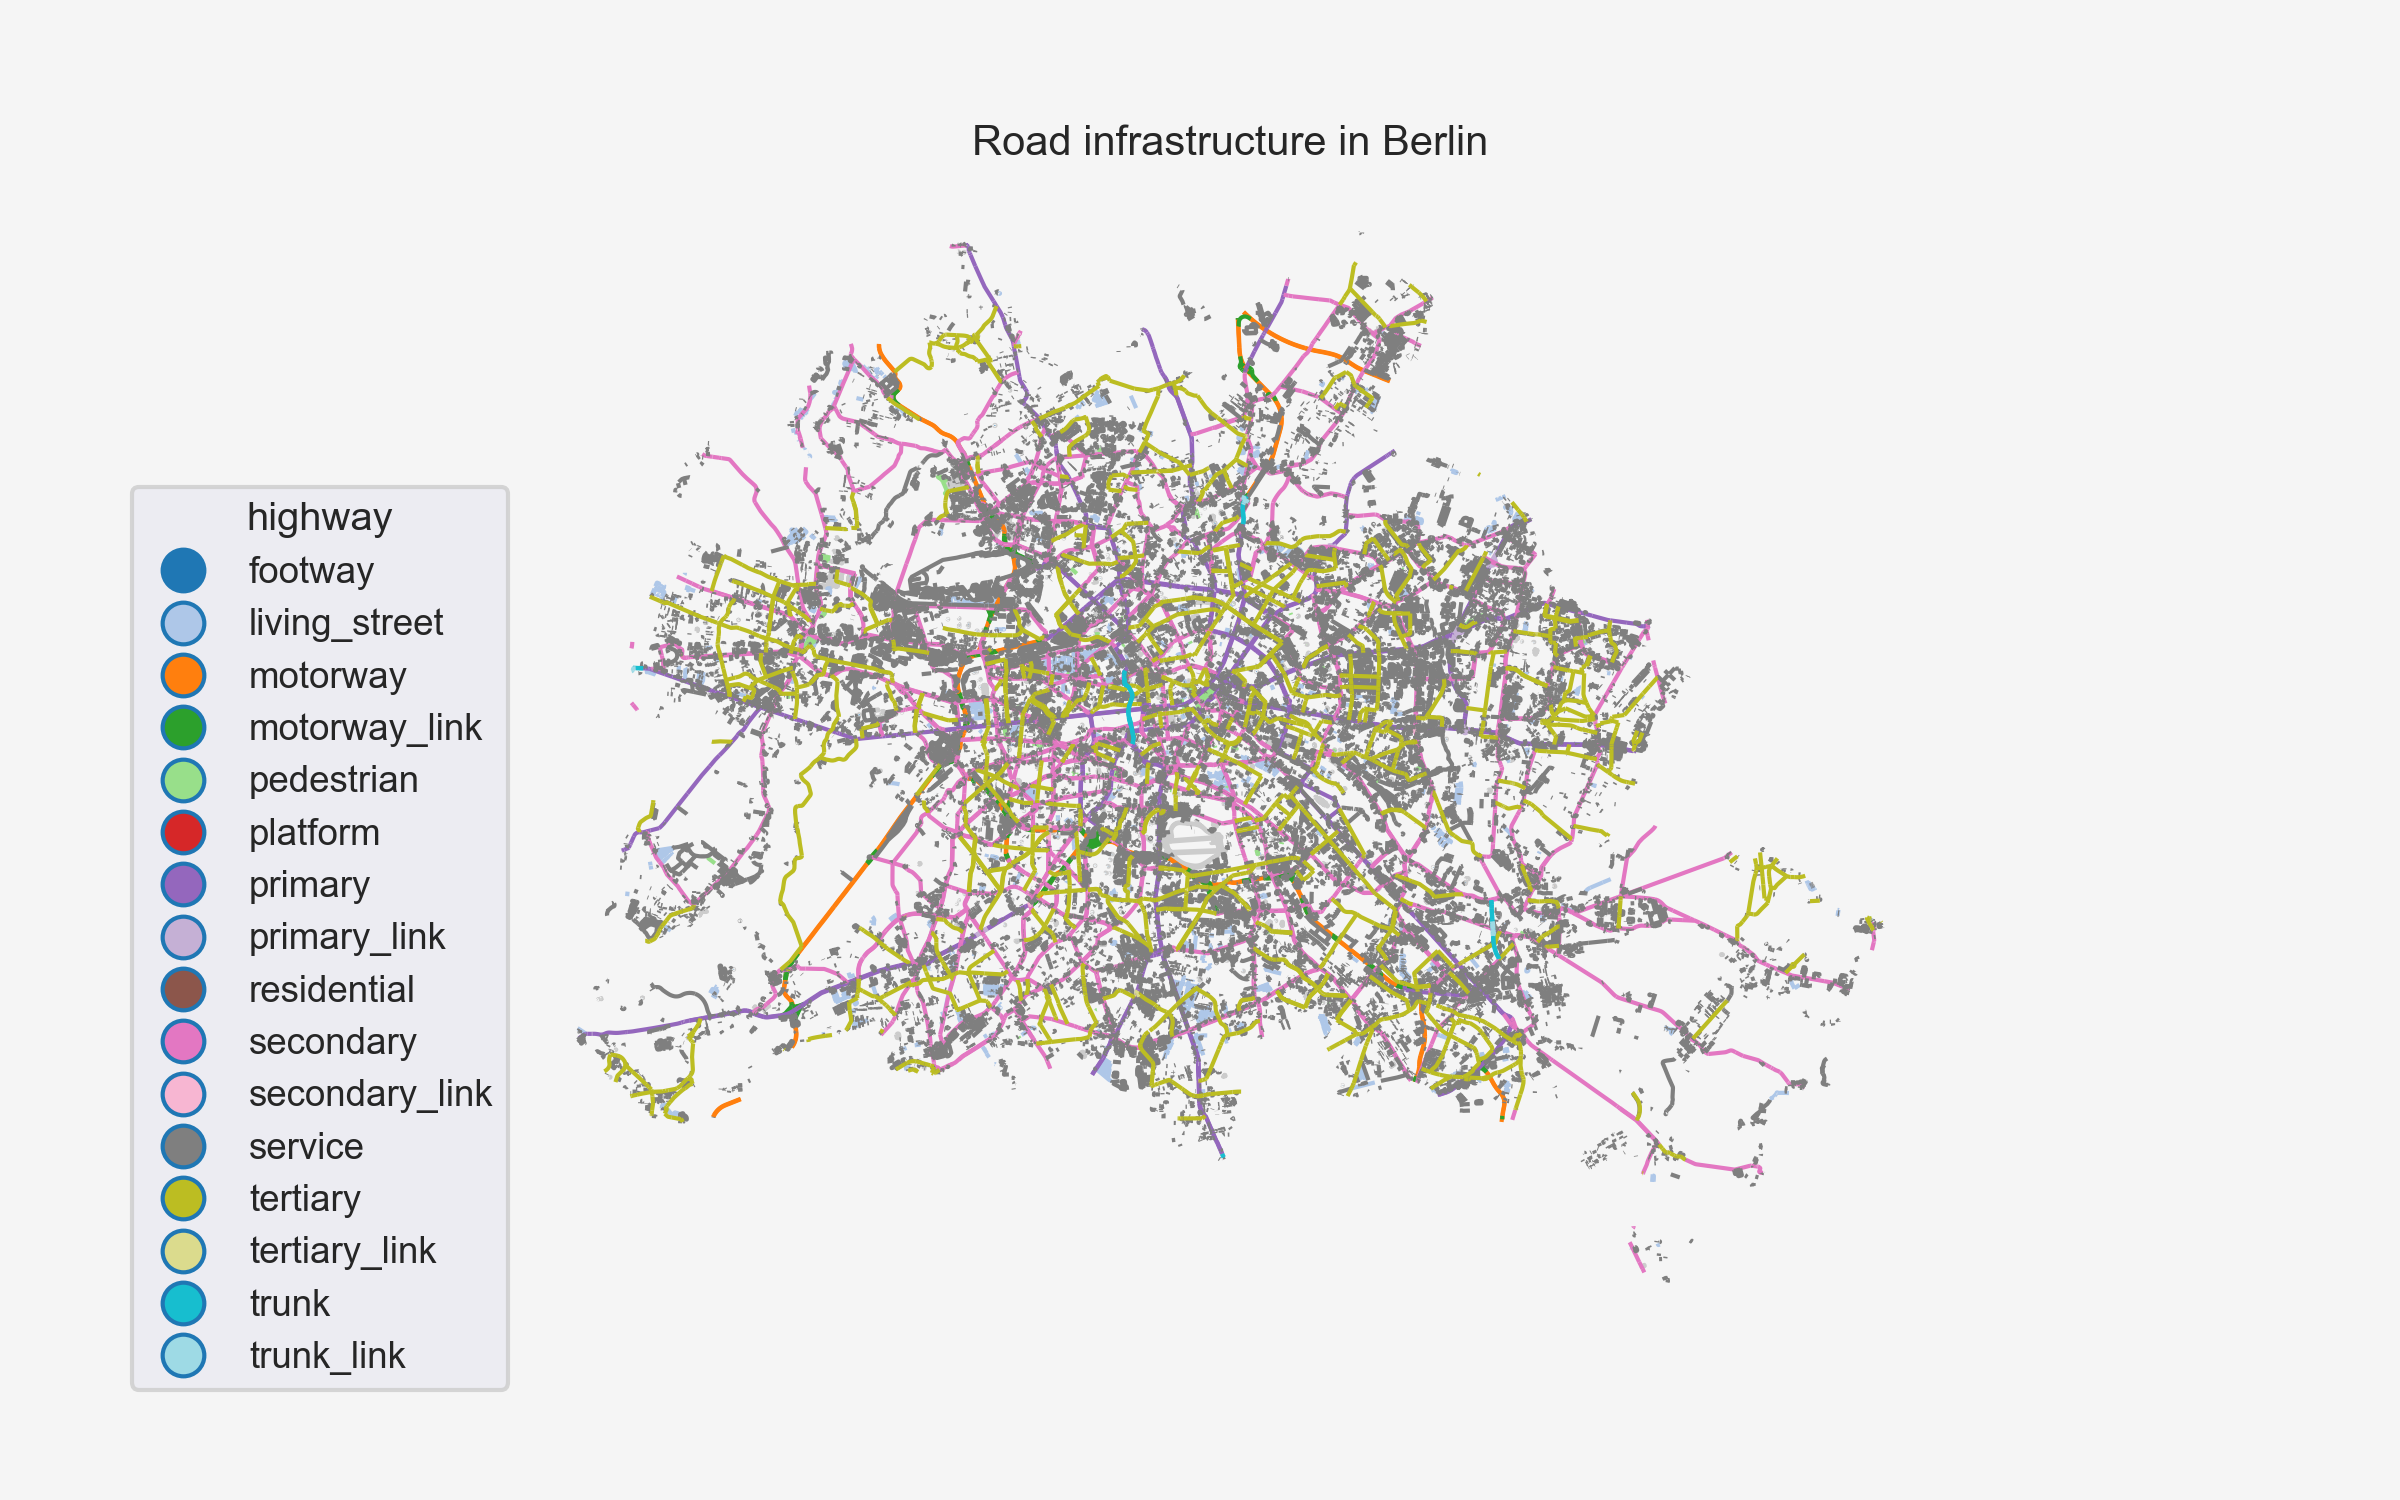 Road infrastructure in Berlin
highway
footway
living_street
motorway
motorway_link
pedestrian
platform
primary
primary_link
residential
secondary
secondary_link
service
tertiary
tertiary_link
trunk
trunk_link